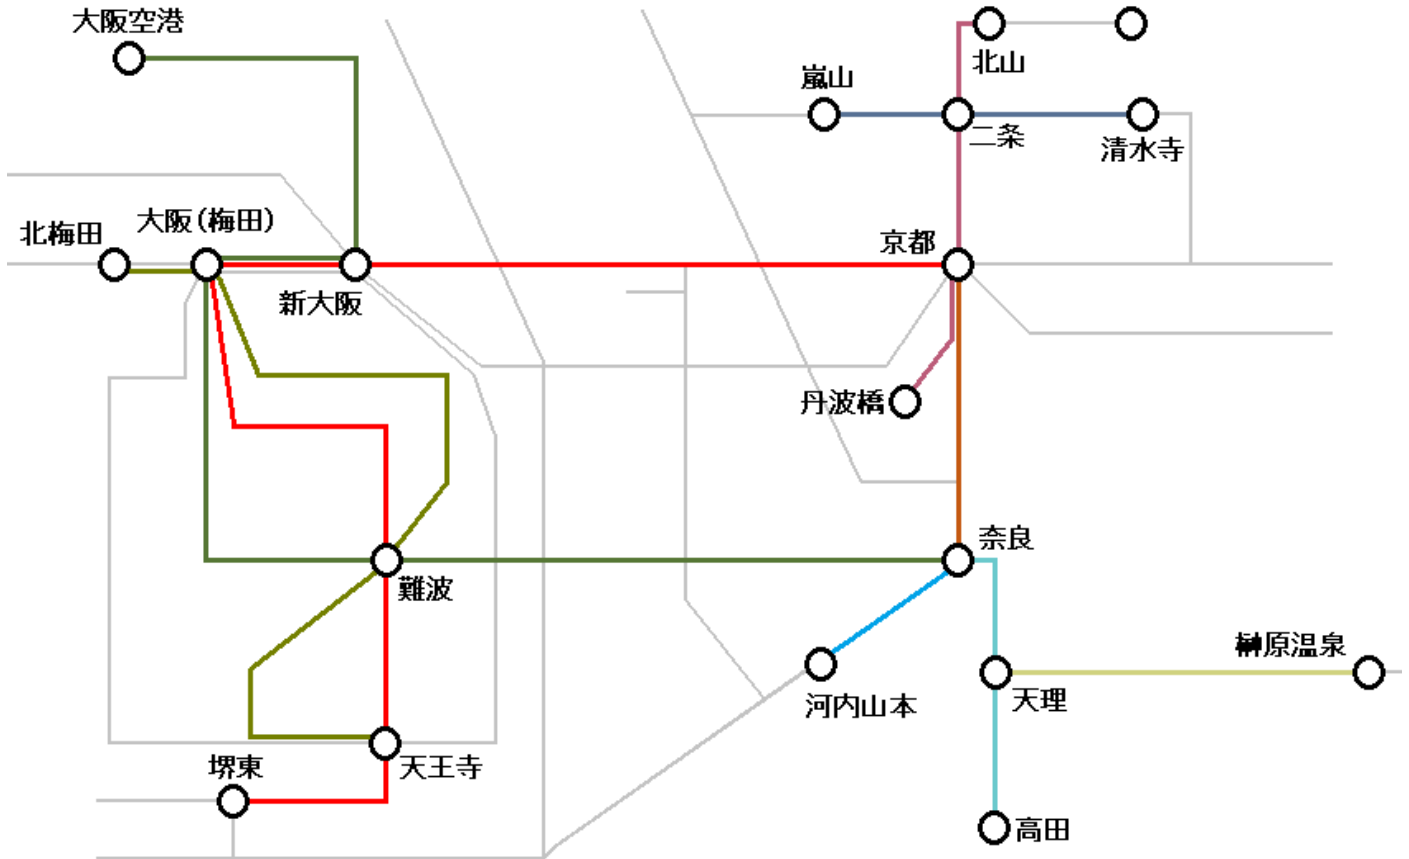 大阪空港
北山
嵐山
二条
清水寺
大阪(梅田)
北梅田
京都
新大阪
丹波橋
奈良
難波
榊原温泉
天理
河内山本
堺東
天王寺
高田